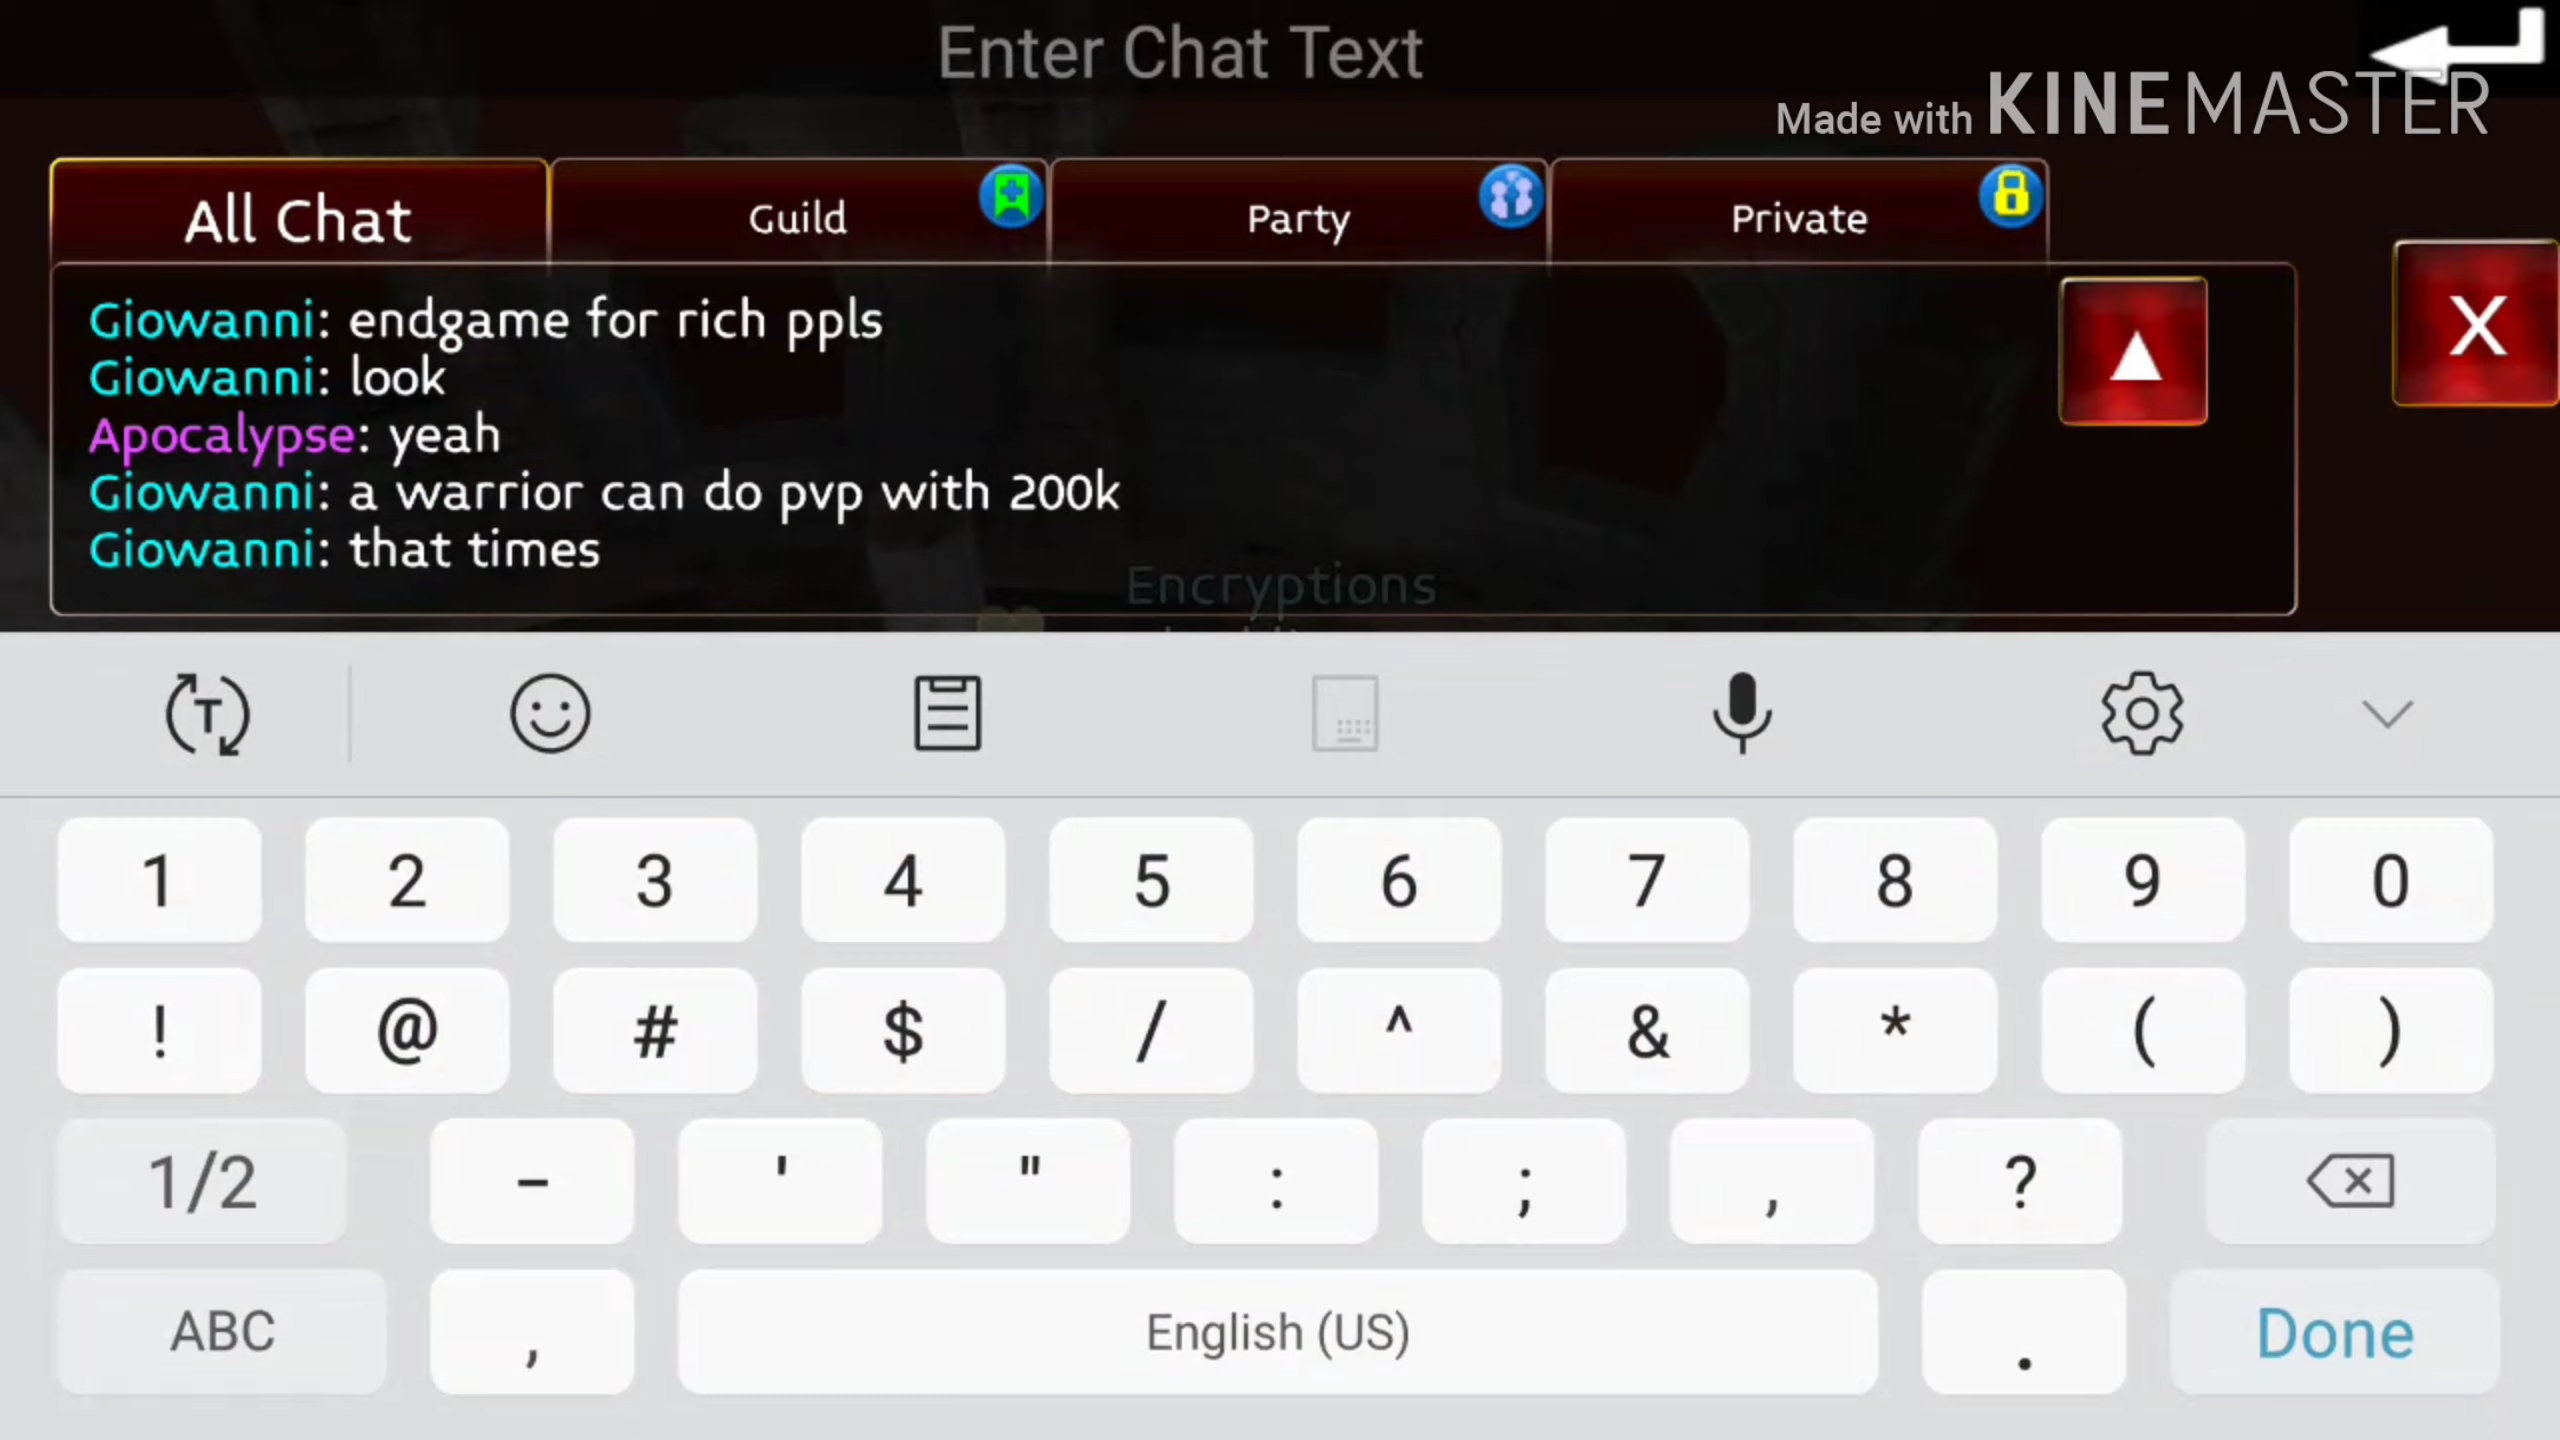 Enter Chat Text
Made with KINEMASTER
All Chat
Guild
Party
Private
Giowanni: endgame for rich ppls
Giowanni: look
Apocalypse: yeah
Giowanni: a warrior can do pvp with 200k
Giowanni: that times
X
Encryptions
T
1 2 3 4 5 6 7 8 9 0
! @ # $ / ^ & * ( )
1/2 - ' " : ; , ?
ABC , English (US) . Done